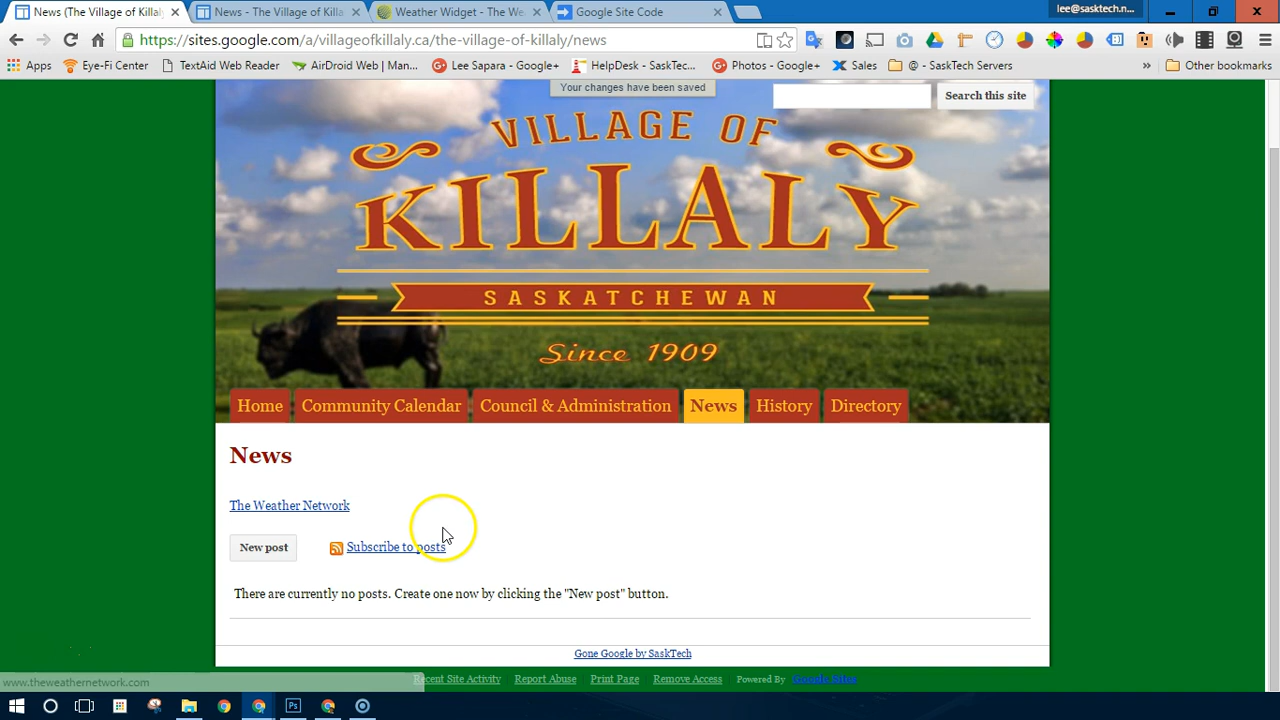 News (The Village of Killaly
News - The Village of Killa
Weather Widget - The We
Google Site Code
lee@sasktech.n...
https://sites.google.com/a/villageofkillaly.ca/the-village-of-killaly/news
Apps
Eye-Fi Center
TextAid Web Reader
AirDroid Web | Man...
Lee Sapara - Google+
HelpDesk - SaskTec...
Photos - Google+
Sales
@ - SaskTech Servers
»
Other bookmarks
Your changes have been saved
Search this site
VILLAGE OF
KILLALY
SASKATCHEWAN
Since 1909
Home
Community Calendar
Council & Administration
News
History
Directory
News
The Weather Network
New post
Subscribe to posts
There are currently no posts. Create one now by clicking the "New post" button.
Gone Google by SaskTech
www.theweathernetwork.com
Recent Site Activity
Report Abuse
Print Page
Remove Access
Powered By
Google Sites